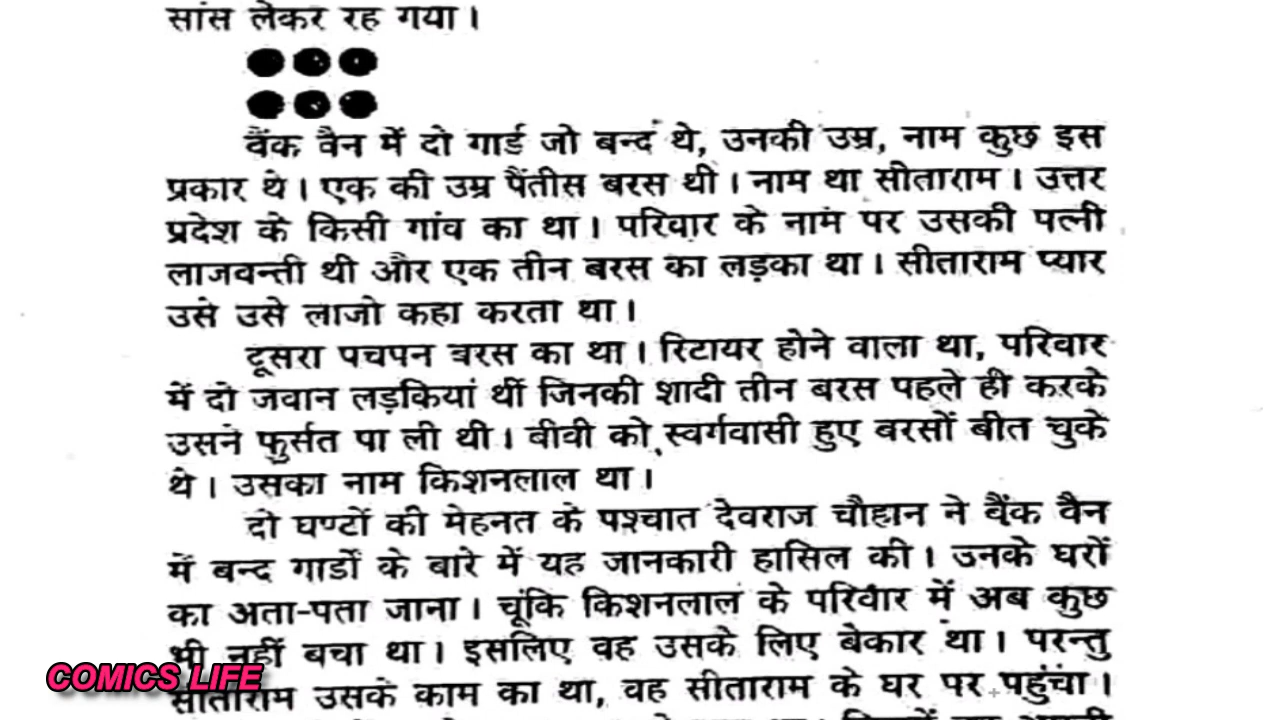 सांस लेकर रह गया।
बैंक वैन में दो गार्ड जो बन्द थे, उनकी उम्र, नाम कुछ इस
प्रकार थे। एक की उम्र पैंतीस बरस थी। नाम था सीताराम। उत्तर
प्रदेश के किसी गांव का था। परिवार के नाम पर उसकी पत्नी
लाजवन्ती थी और एक तीन बरस का लड़का था। सीताराम प्यार
उसे उसे लाजो कहा करता था।
दूसरा पचपन बरस का था। रिटायर होने वाला था, परिवार
में दो जवान लड़कियां थीं जिनकी शादी तीन बरस पहले ही करके
उसने फुर्सत पा ली थी। बीवी को स्वर्गवासी हुए बरसों बीत चुके
थे। उसका नाम किशनलाल था।
दो घण्टों की मेहनत के पश्चात देवराज चौहान ने बैंक वैन
में बन्द गार्डों के बारे में यह जानकारी हासिल की। उनके घरों
का अता-पता जाना। चूंकि किशनलाल के परिवार में अब कुछ
भी नहीं बचा था। इसलिए वह उसके लिए बेकार था। परन्तु
सीताराम उसके काम का था, वह सीताराम के घर पर पहुंचा।
COMICS LIFE